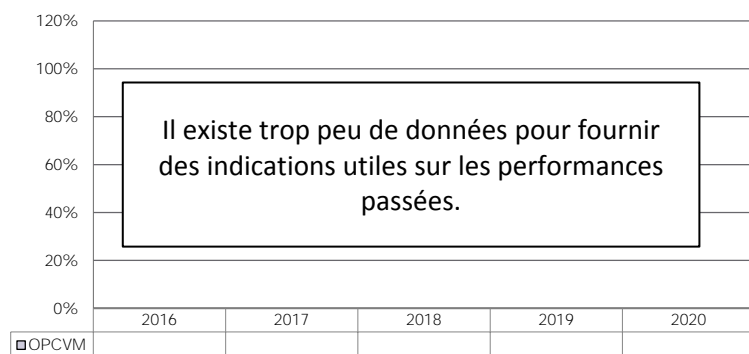 120%
100%
80%
60%
40%
20%
0%
Il existe trop peu de données pour fournir
des indications utiles sur les performances
passées.
2016 2017 2018 2019 2020
OPCVM